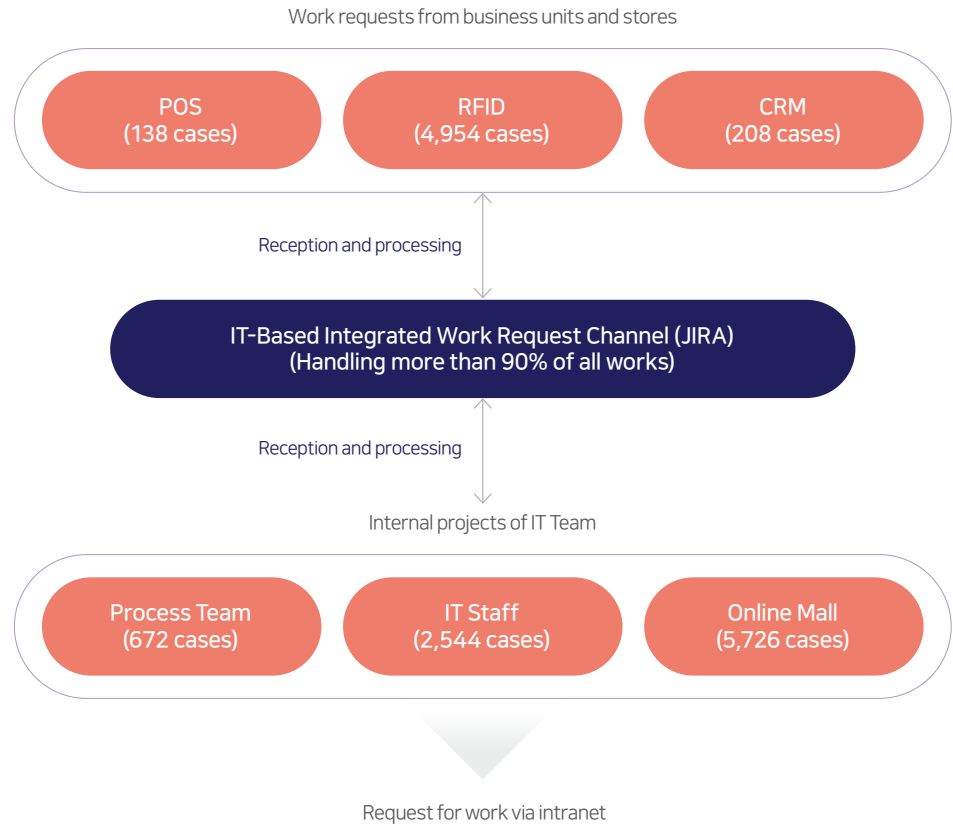 Work requests from business units and stores
POS
(138 cases)
RFID
(4,954 cases)
CRM
(208 cases)
Reception and processing
IT-Based Integrated Work Request Channel (JIRA)
(Handling more than 90% of all works)
Reception and processing
Internal projects of IT Team
Process Team
(672 cases)
IT Staff
(2,544 cases)
Online Mall
(5,726 cases)
Request for work via intranet